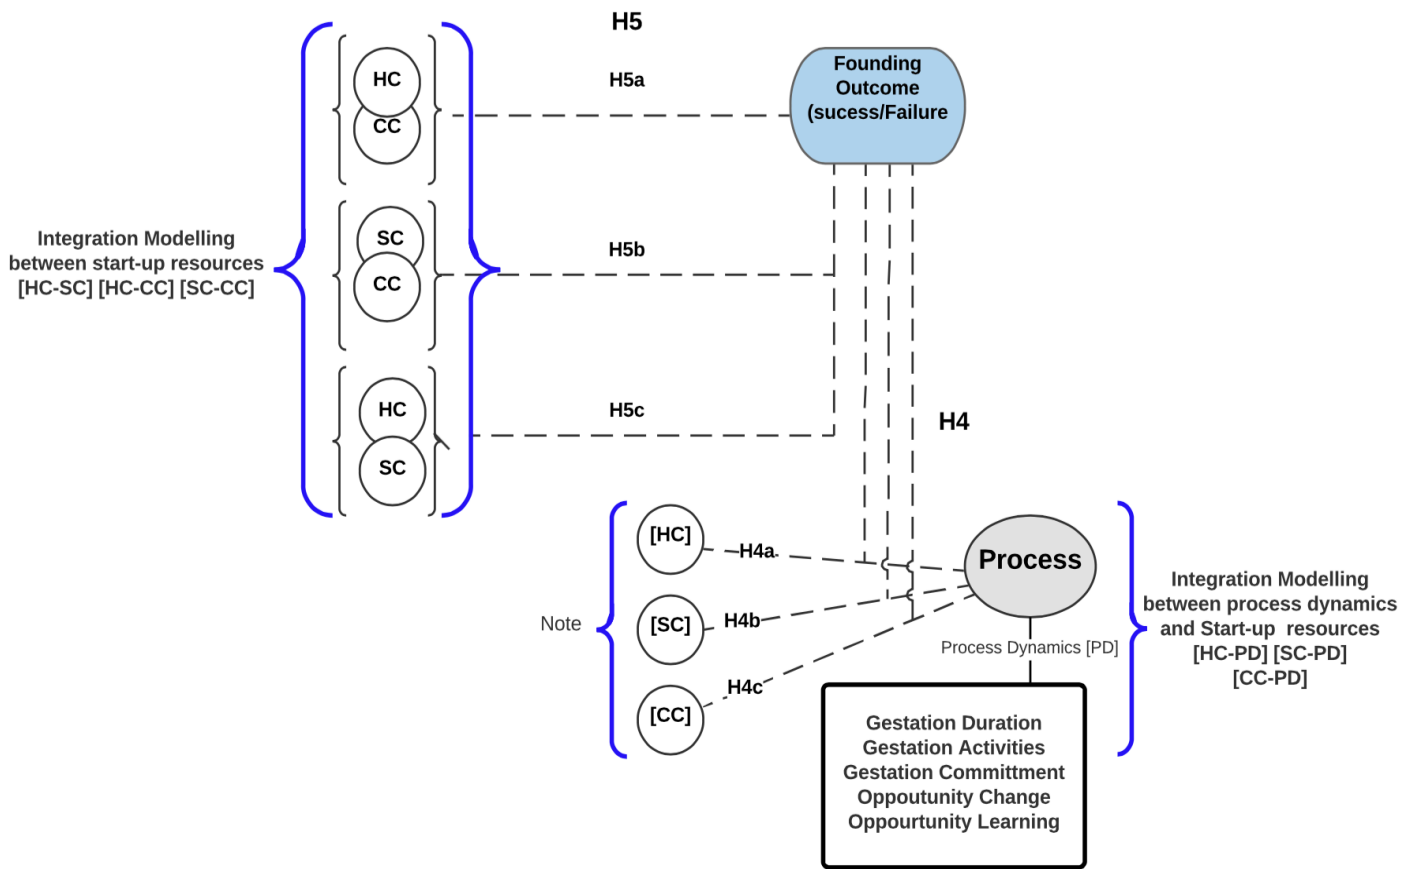 H5
HC
CC
H5a
Founding
Outcome
(sucess/Failure
Integration Modelling
between start-up resources
[HC-SC] [HC-CC] [SC-CC]
SC
CC
H5b
HC
SC
H5c
H4
Note
[HC]
H4a
[SC]
H4b
[CC]
H4c
Process
Process Dynamics [PD]
Gestation Duration
Gestation Activities
Gestation Committment
Oppoutunity Change
Oppourtunity Learning
Integration Modelling
between process dynamics
and Start-up resources
[HC-PD] [SC-PD]
[CC-PD]